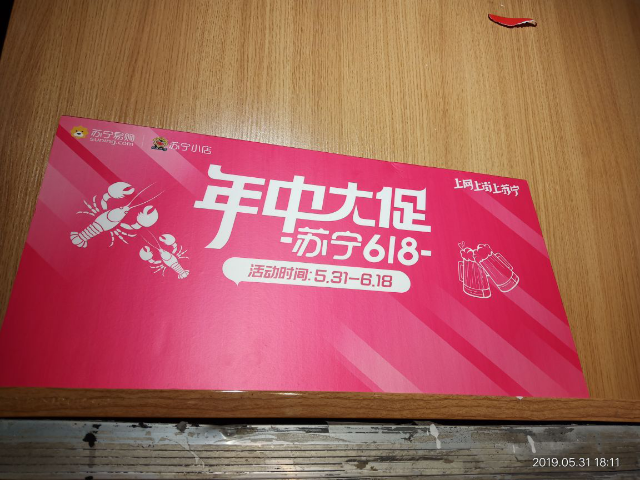 苏宁易购
suning.com
苏宁小店
上网上街上苏宁
年中大促
-苏宁618-
活动时间:5.31-6.18
2019.05.31 18:11